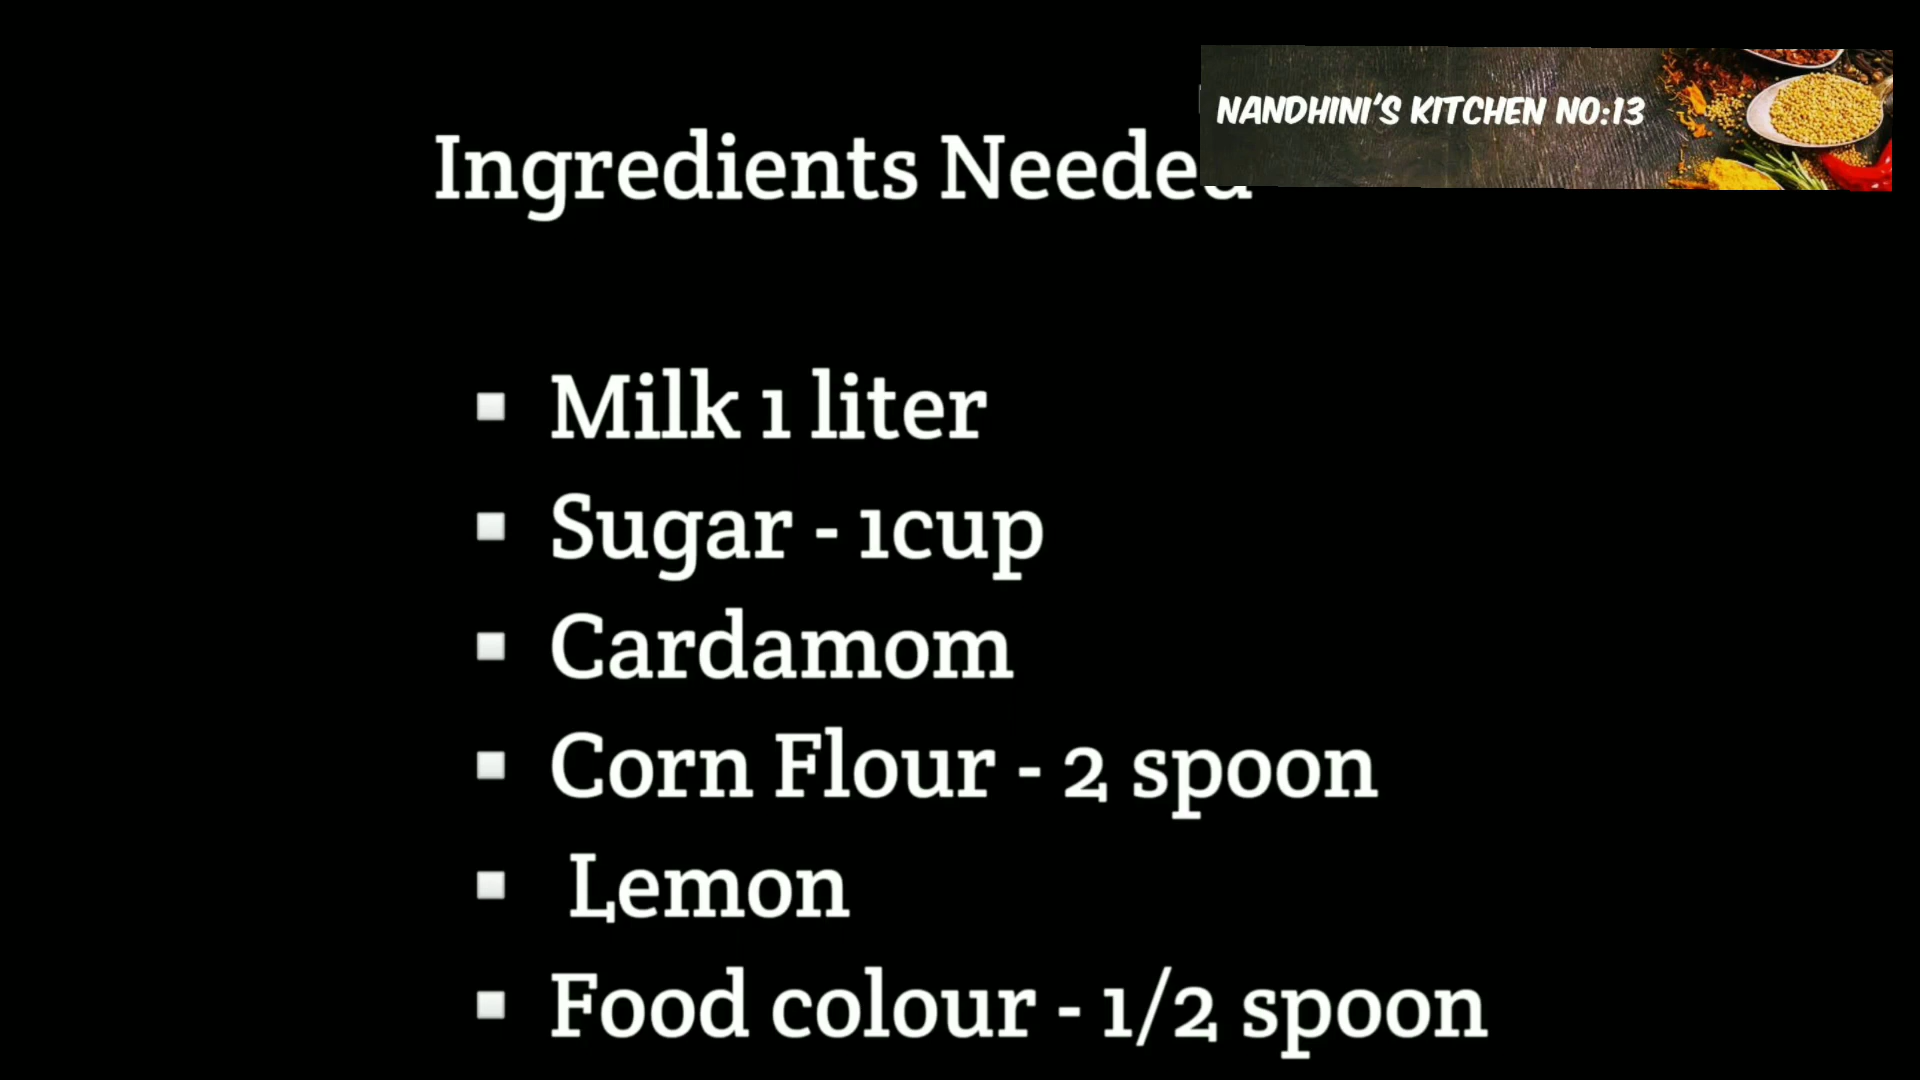 NANDHINI'S KITCHEN NO:13
Ingredients Needed
Milk 1 liter
Sugar - 1cup
Cardamom
Corn Flour - 2 spoon
Lemon
Food colour - 1/2 spoon